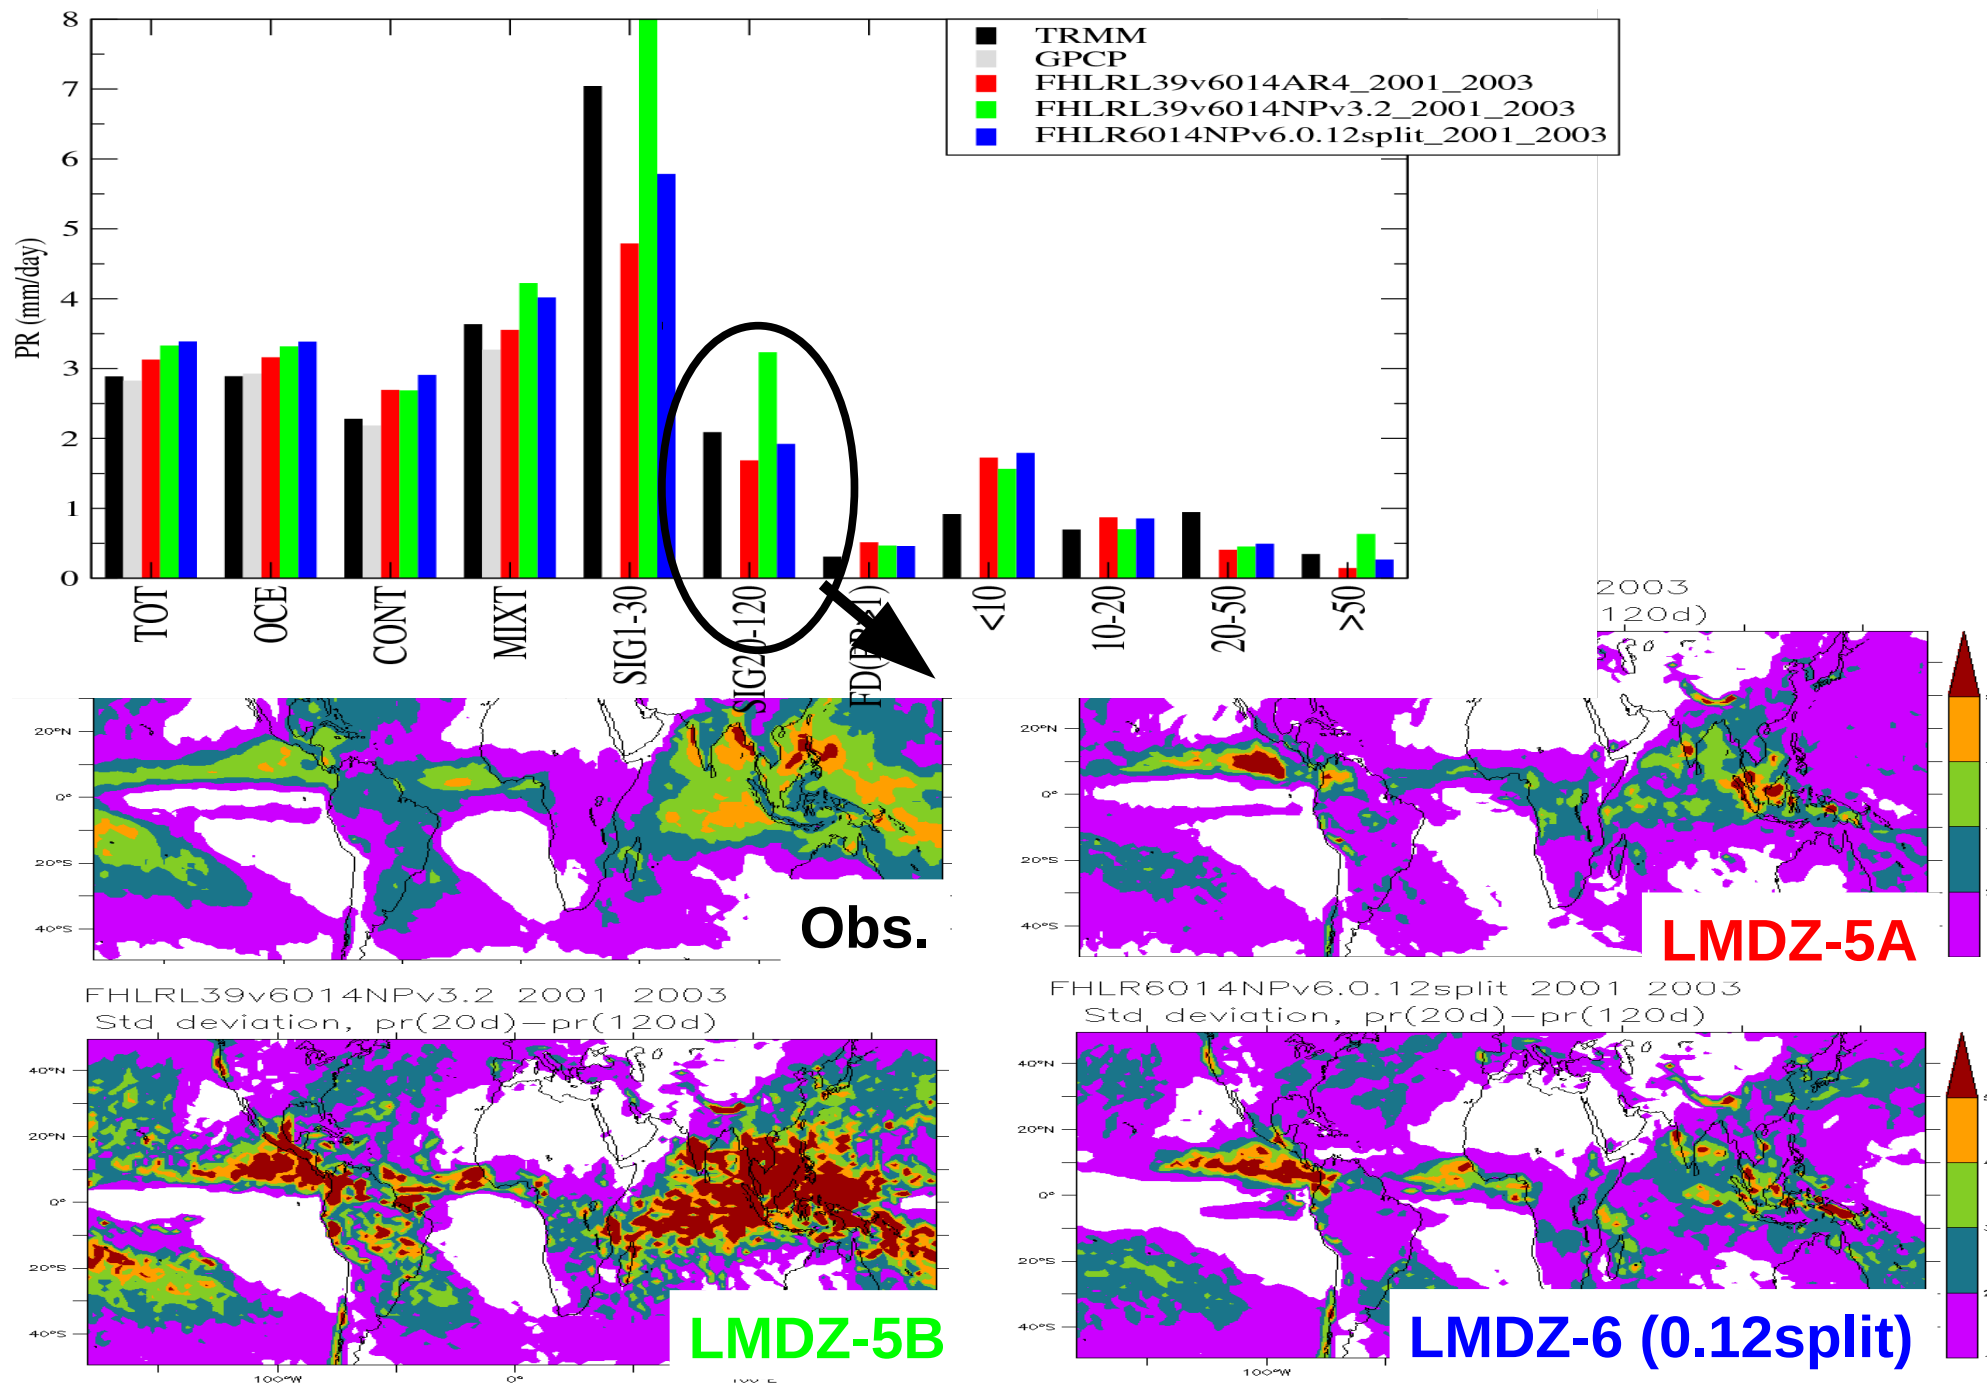 8
7
6
5
4
3
2
1
0
PR (mm/day)
TRMM
GPCP
FHLRL39v6014AR4_2001_2003
FHLRL39v6014NPv3.2_2001_2003
FHLR6014NPv6.0.12split_2001_2003
TOT
OCE
CONT
MIXT
SIG1-30
SIG20-120
<10
10-20
20-50
>50
2003
120d)
20°N
0°
20°S
40°S
Obs.
20°N
0°
20°S
40°S
LMDZ-5A
FHLRL39v6014NPv3.2 2001 2003
Std deviation, pr(20d)−pr(120d)
40°N
20°N
0°
20°S
40°S
100°W
0°
LMDZ-5B
FHLR6014NPv6.0.12split 2001 2003
Std deviation, pr(20d)−pr(120d)
40°N
20°N
0°
20°S
40°S
100°W
LMDZ-6 (0.12split)